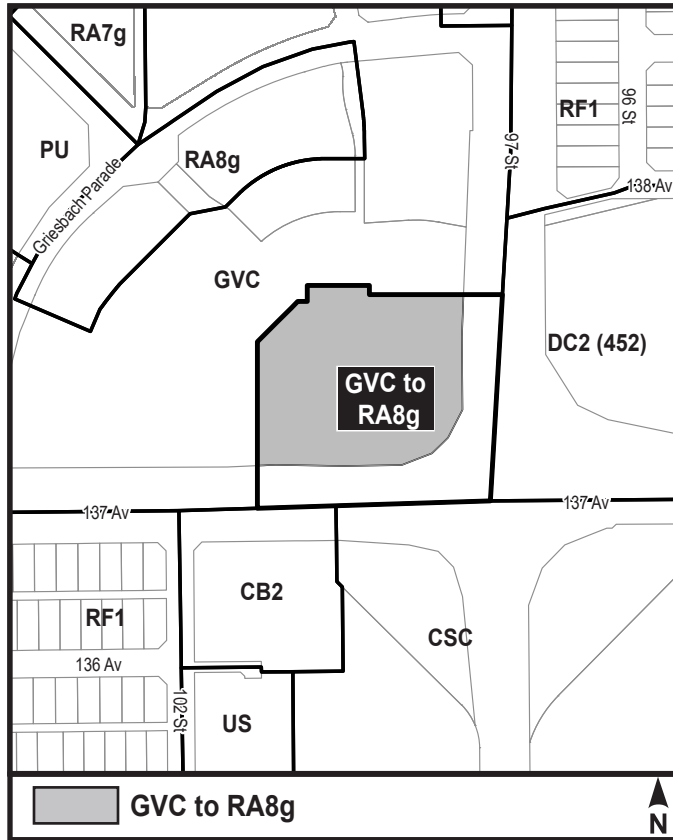 RA7g
RF1
96 St
PU
RA8g
97 St
138 Av
Griesbach Parade
GVC
DC2 (452)
GVC to
RA8g
137 Av
137 Av
CB2
RF1
CSC
136 Av
102 St
US
GVC to RA8g
N